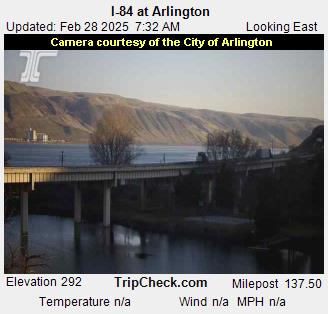 I-84 at Arlington
Updated: Feb 28 2025 7:32 AM Looking East
Camera courtesy of the City of Arlington
Elevation 292 TripCheck.com Milepost 137.50
Temperature n/a Wind n/a MPH n/a